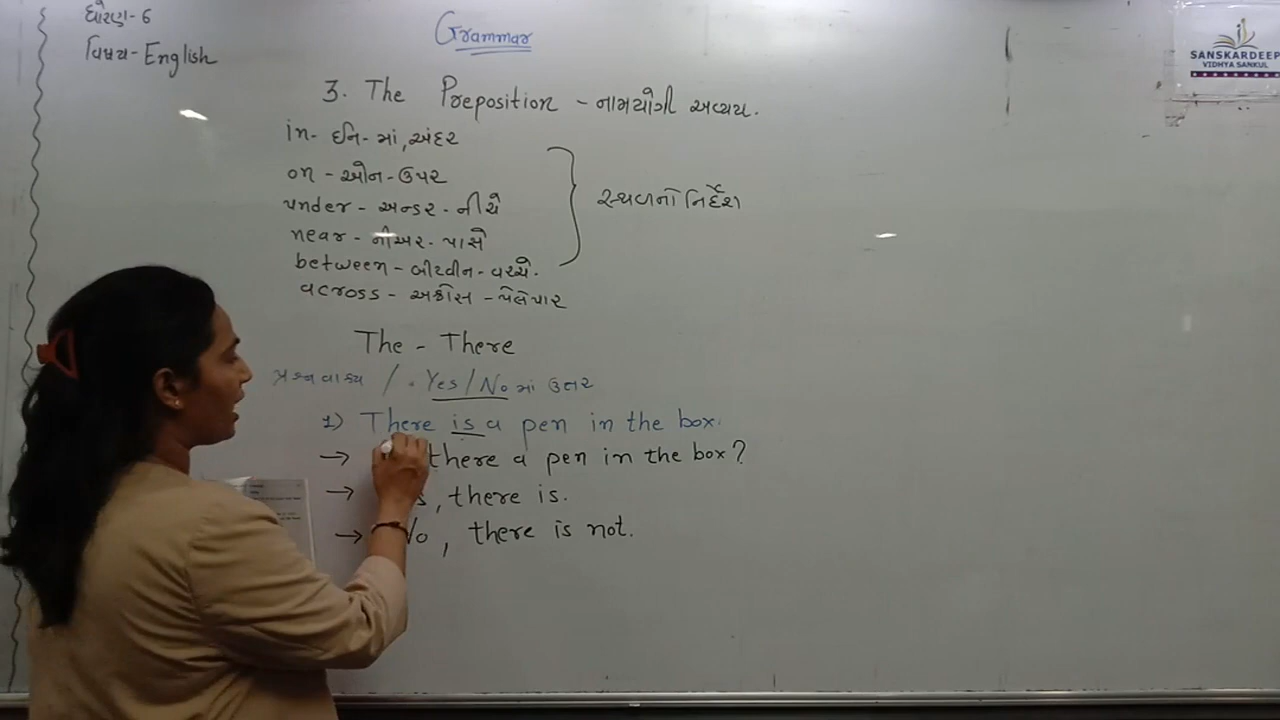 ધોરણ-6
વિષય-English
Grammar
SANSKARDEEP
VIDHYA SANKUL
3. The Preposition - નામયોગી અવ્યય.
in- ઈન- માં, અંદર
on - ઓન-ઉપર
under - અન્ડર - નીચે
near - નીઅર- પાસે
between - બીટવીન-વચ્ચે.
across - અક્રોસ - પેલેપાર
સ્થળનો નિર્દેશ
The - There
પ્રશ્નવાક્ય / . Yes/No માં ઉત્તર
1) There is a pen in the box.
→ there a pen in the box?
→ , there is.
→ No, there is not.